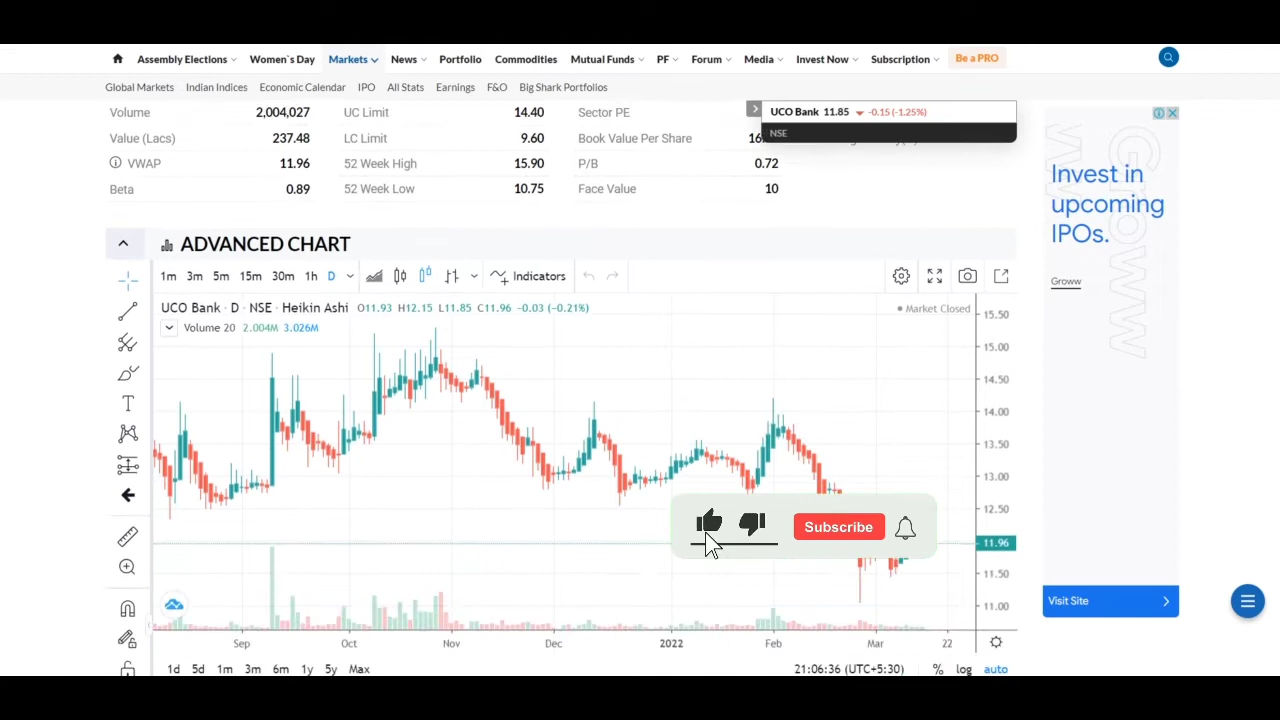 Assembly Elections Women`s Day Markets News Portfolio Commodities Mutual Funds PF Forum Media Invest Now Subscription Be a PRO
Global Markets Indian Indices Economic Calendar IPO All Stats Earnings F&O Big Shark Portfolios
Volume 2,004,027 UC Limit 14.40 Sector PE
UCO Bank 11.85 -0.15 (-1.25%)
NSE
Value (Lacs) 237.48 LC Limit 9.60 Book Value Per Share
VWAP 11.96 52 Week High 15.90 P/B 0.72
Beta 0.89 52 Week Low 10.75 Face Value 10
Invest in
upcoming
IPOs.
Groww
Groww
Visit Site
ADVANCED CHART
1m 3m 5m 15m 30m 1h D Indicators
UCO Bank · D · NSE · Heikin Ashi O11.93 H12.15 L11.85 C11.96 -0.03 (-0.21%)
Market Closed
Volume 20 2.004M 3.026M
15.50
15.00
14.50
14.00
13.50
13.00
12.50
11.96
11.50
11.00
Subscribe
Sep Oct Nov Dec 2022 Feb Mar 22
1d 5d 1m 3m 6m 1y 5y Max 21:06:36 (UTC+5:30) % log auto